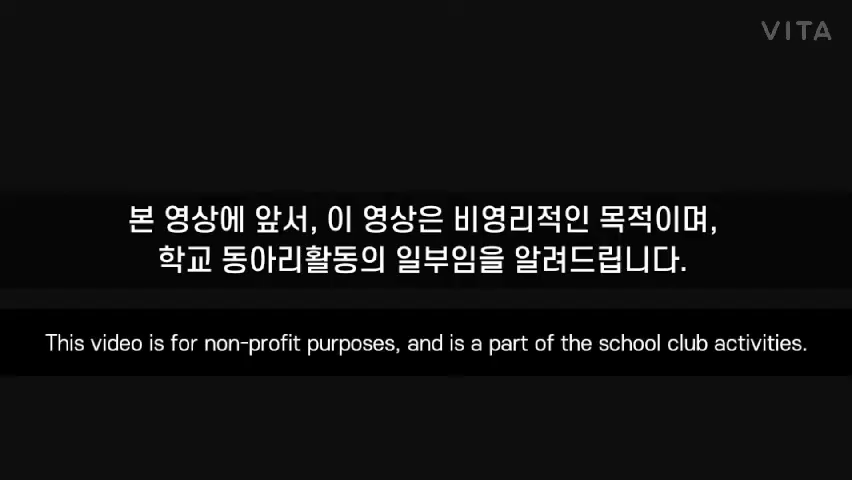 VITA
본 영상에 앞서, 이 영상은 비영리적인 목적이며,
학교 동아리활동의 일부임을 알려드립니다.
This video is for non-profit purposes, and is a part of the school club activities.